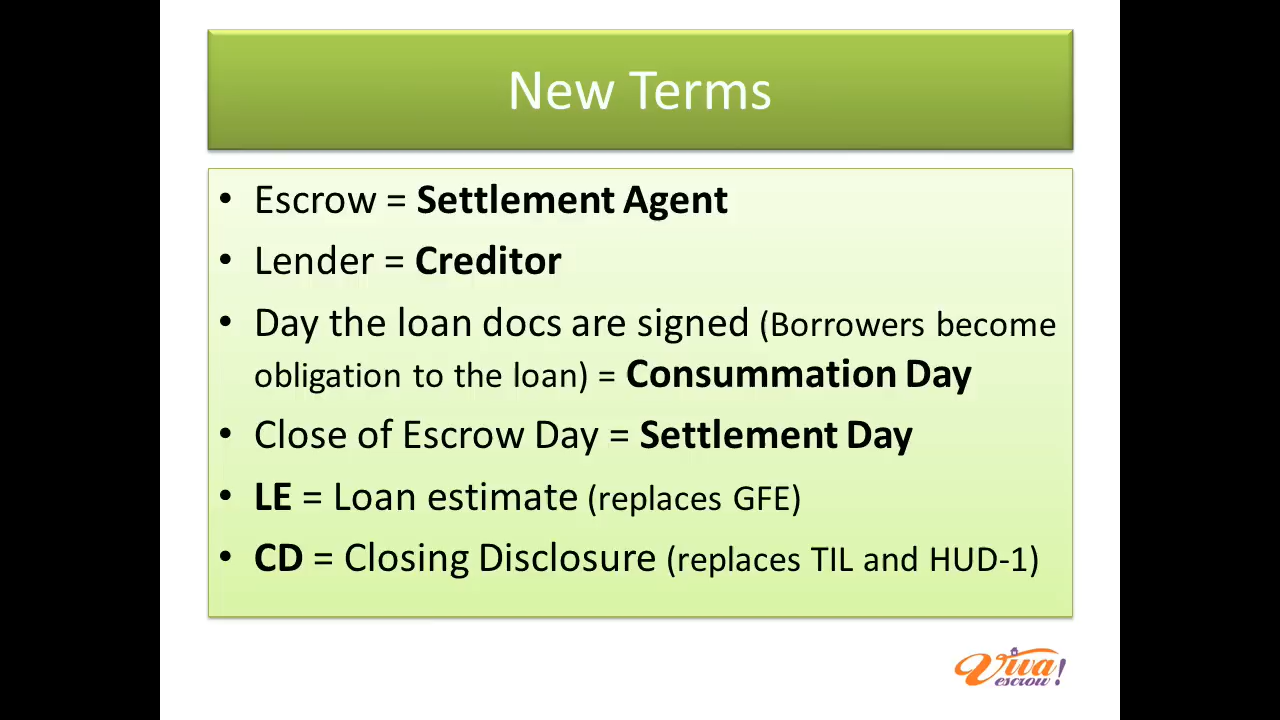 New Terms
• Escrow = Settlement Agent
• Lender = Creditor
• Day the loan docs are signed (Borrowers become
obligation to the loan) = Consummation Day
• Close of Escrow Day = Settlement Day
• LE = Loan estimate (replaces GFE)
• CD = Closing Disclosure (replaces TIL and HUD-1)
Viva
escrow!